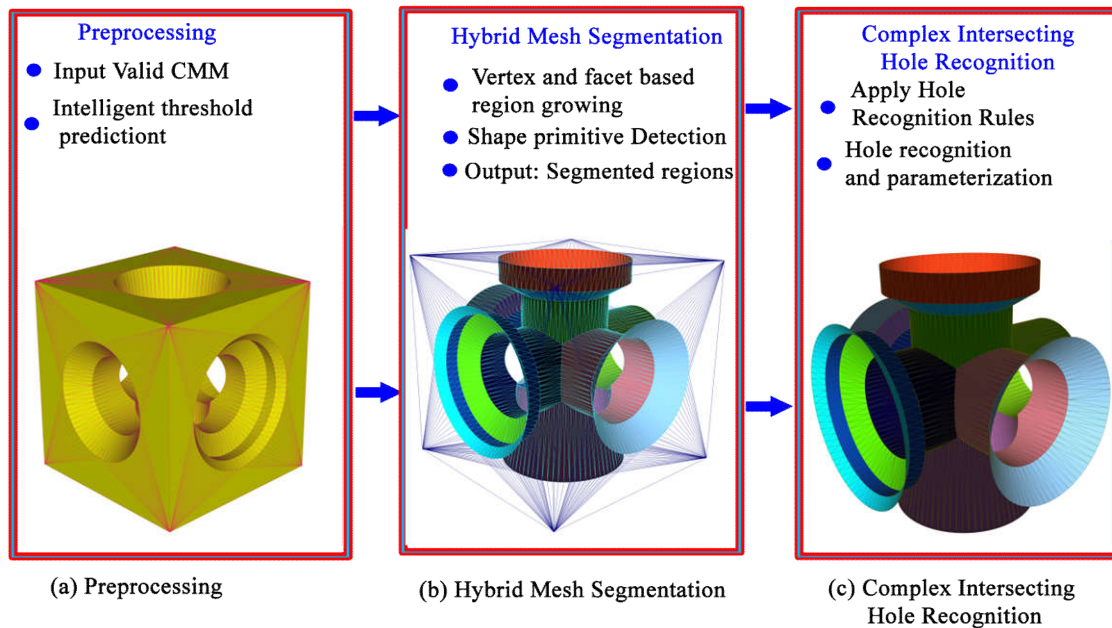 Preprocessing
Input Valid CMM
Intelligent threshold
predictiont
Hybrid Mesh Segmentation
Vertex and facet based
region growing
Shape primitive Detection
Output: Segmented regions
Complex Intersecting
Hole Recognition
Apply Hole
Recognition Rules
Hole recognition
and parameterization
(a) Preprocessing
(b) Hybrid Mesh Segmentation
(c) Complex Intersecting
Hole Recognition